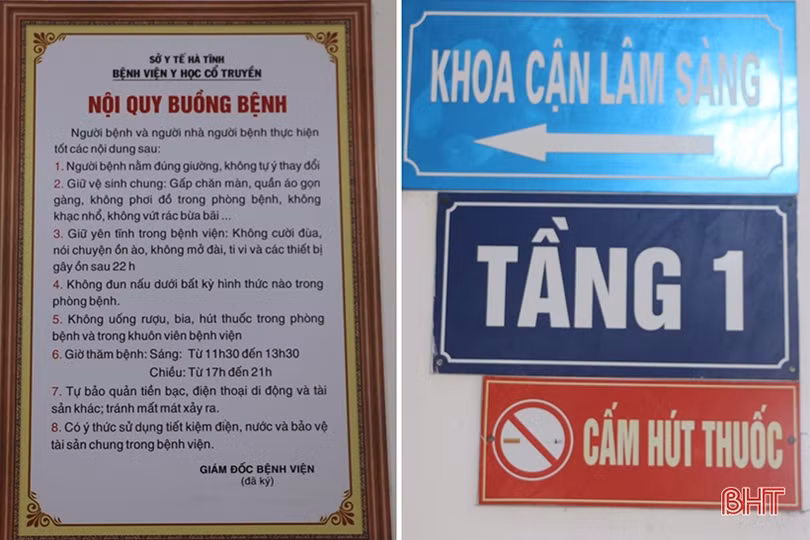 SỞ Y TẾ HÀ TĨNH
BỆNH VIỆN Y HỌC CỔ TRUYỀN
NỘI QUY BUỒNG BỆNH
Người bệnh và người nhà người bệnh thực hiện
tốt các nội dung sau:
1. Người bệnh nằm đúng giường, không tự ý thay đổi
2. Giữ vệ sinh chung: Gấp chăn màn, quần áo gọn
gàng, không phơi đồ trong phòng bệnh, không
khạc nhổ, không vứt rác bừa bãi ...
3. Giữ yên tĩnh trong bệnh viện: Không cười đùa,
nói chuyện ồn ào, không mở đài, ti vi và các thiết bị
gây ồn sau 22 h
4. Không đun nấu dưới bất kỳ hình thức nào trong
phòng bệnh.
5. Không uống rượu, bia, hút thuốc trong phòng
bệnh và trong khuôn viên bệnh viện
6. Giờ thăm bệnh: Sáng: Từ 11h30 đến 13h30
Chiều: Từ 17h đến 21h
7. Tự bảo quản tiền bạc, điện thoại di động và tài
sản khác; tránh mất mát xảy ra.
8. Có ý thức sử dụng tiết kiệm điện, nước và bảo vệ
tài sản chung trong bệnh viện.
GIÁM ĐỐC BỆNH VIỆN
(đã ký)
KHOA CẬN LÂM SÀNG
TẦNG 1
CẤM HÚT THUỐC
BHT